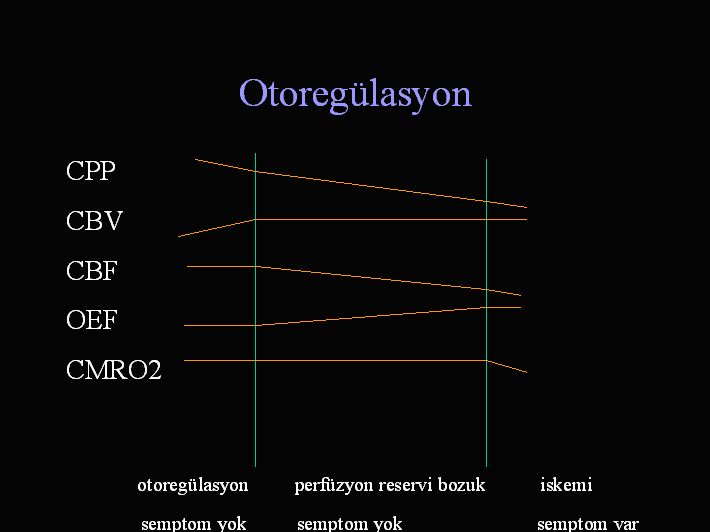 Otoregülasyon
CPP
CBV
CBF
OEF
CMRO2
otoregülasyon perfüzyon reservi bozuk iskemi
semptom yok semptom yok semptom var